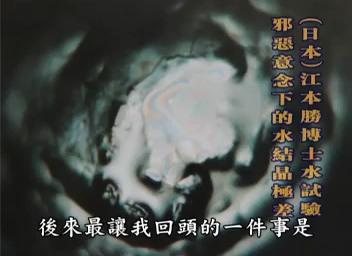 (日本)江本勝博士水試驗
邪惡意念下的水結晶極差
後來最讓我回頭的一件事是